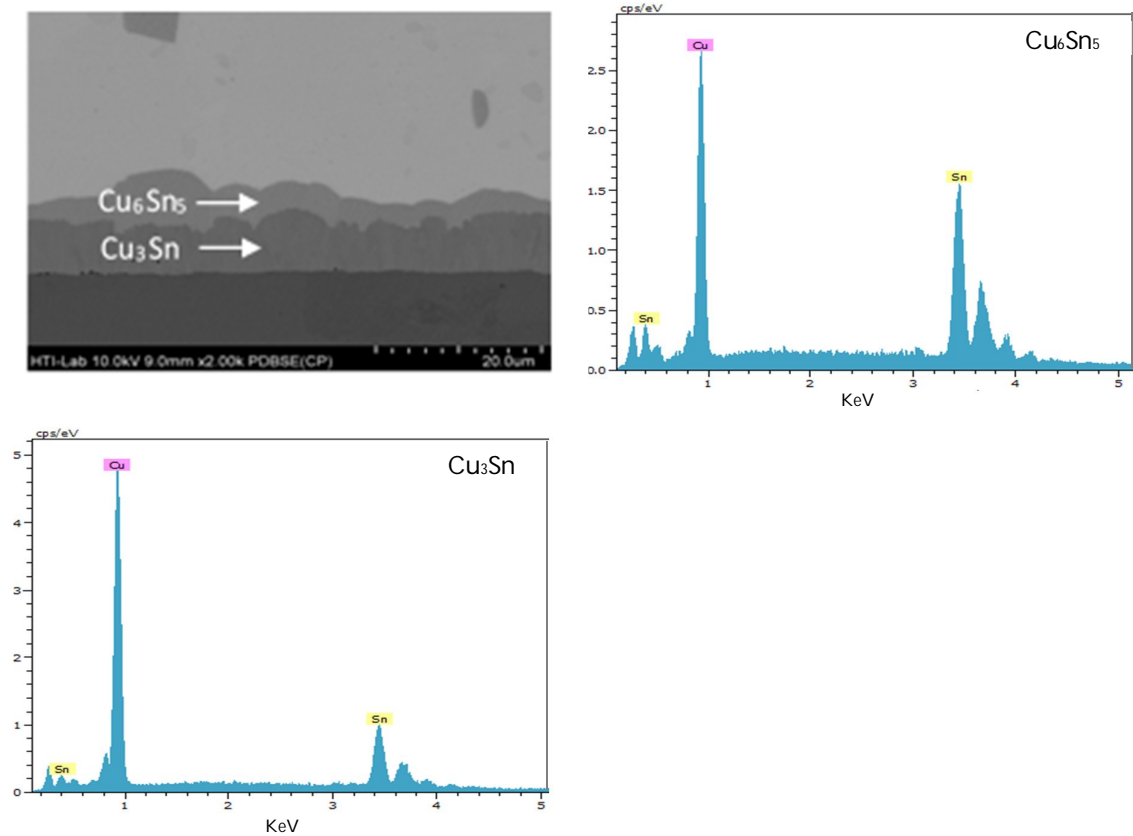 Cu₆Sn₅
Cu₃Sn
HTI-Lab 10.0kV 9.0mm x2.00k PDBSE(CP) 20.0um
cps/eV
Cu₆Sn₅
Cu
Sn
Sn
2.5
2.0
1.5
1.0
0.5
0.0
1 2 3 4 5
KeV
cps/eV
Cu₃Sn
Cu
Sn
Sn
5
4
3
2
1
0
1 2 3 4 5
KeV